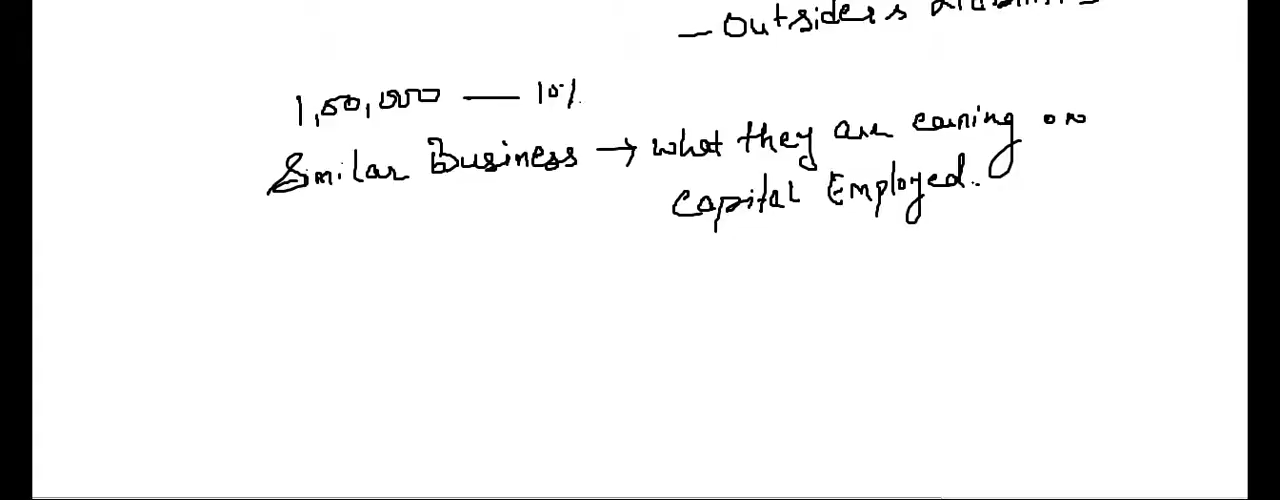 — Outsiders
1,50,000 — 10%
Similar Business → what they are earning on
Capital Employed.